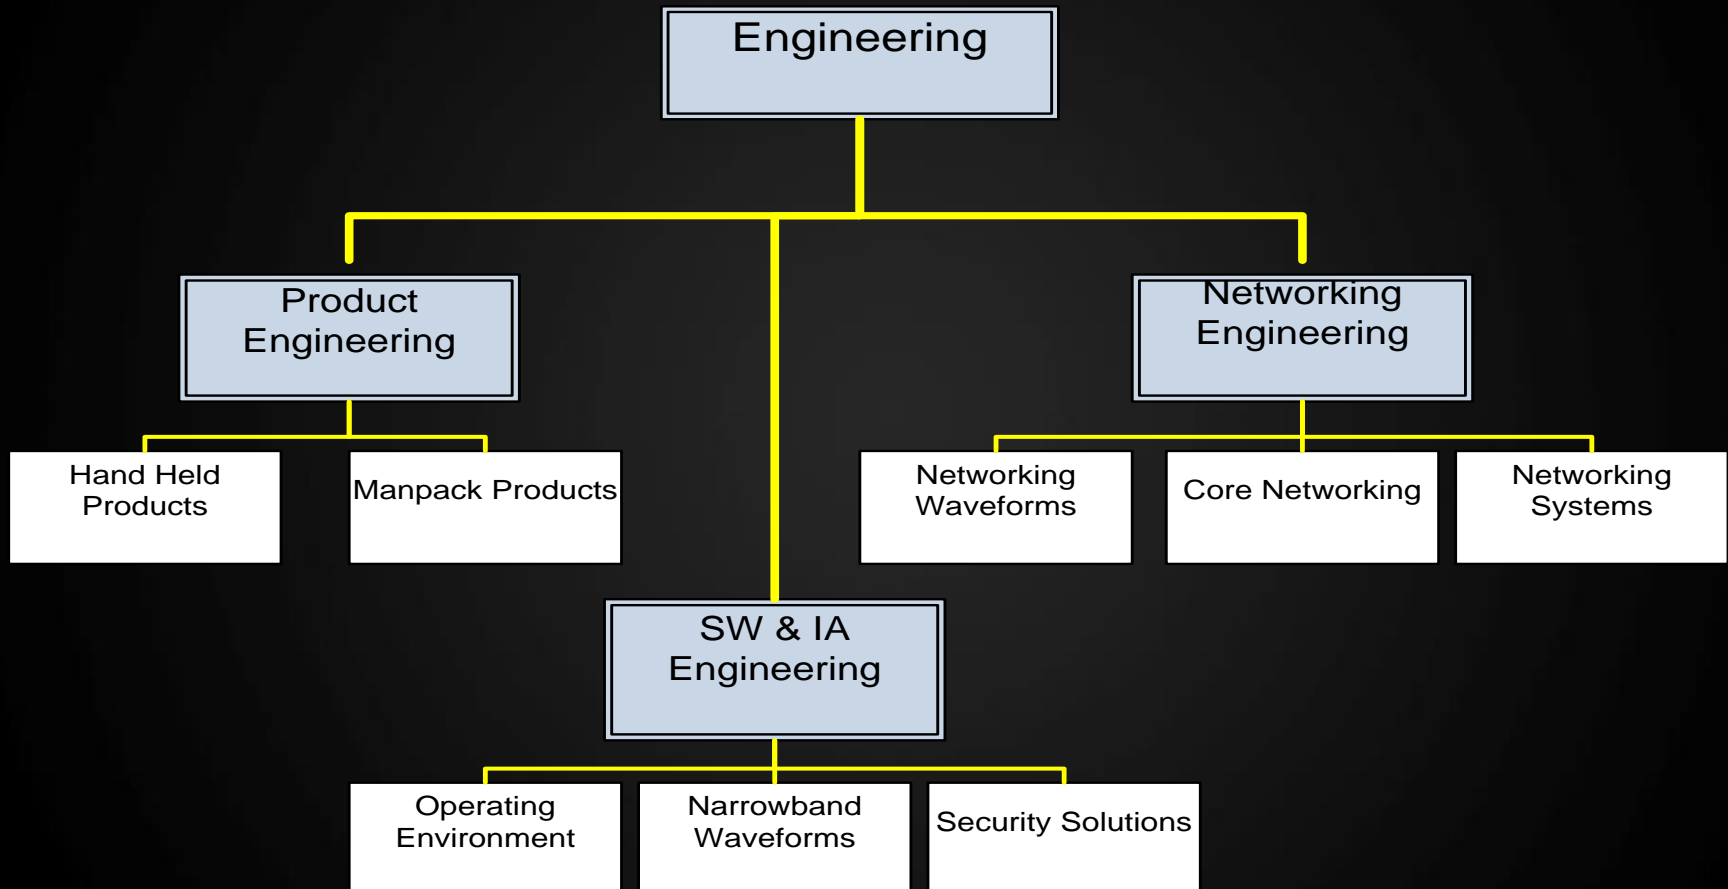 Engineering
Product
Engineering
Networking
Engineering
Hand Held
Products
Manpack Products
Networking
Waveforms
Core Networking
Networking
Systems
SW & IA
Engineering
Operating
Environment
Narrowband
Waveforms
Security Solutions